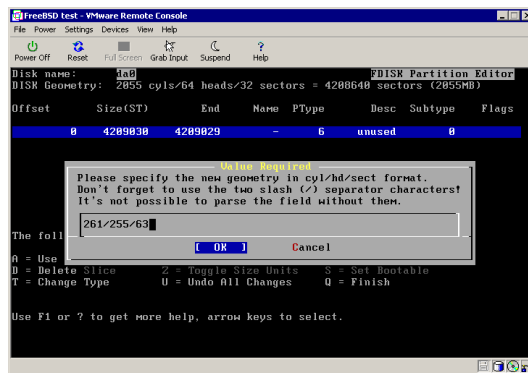 FreeBSD test - VMware Remote Console
File Power Settings Devices View Help
Power Off Reset Full Screen Grab Input Suspend Help
Disk name: da0 FDISK Partition Editor
DISK Geometry: 2055 cyls/64 heads/32 sectors = 4208640 sectors (2055MB)
Offset Size(ST) End Name PType Desc Subtype Flags
0 4209030 4209029 - 6 unused 0
Value Required
Please specify the new geometry in cyl/hd/sect format.
Don't forget to use the two slash (/) separator characters!
It's not possible to parse the field without them.
261/255/63
The foll
[ OK ] Cancel
A = Use
D = Delete Slice Z = Toggle Size Units S = Set Bootable
T = Change Type U = Undo All Changes Q = Finish
Use F1 or ? to get more help, arrow keys to select.